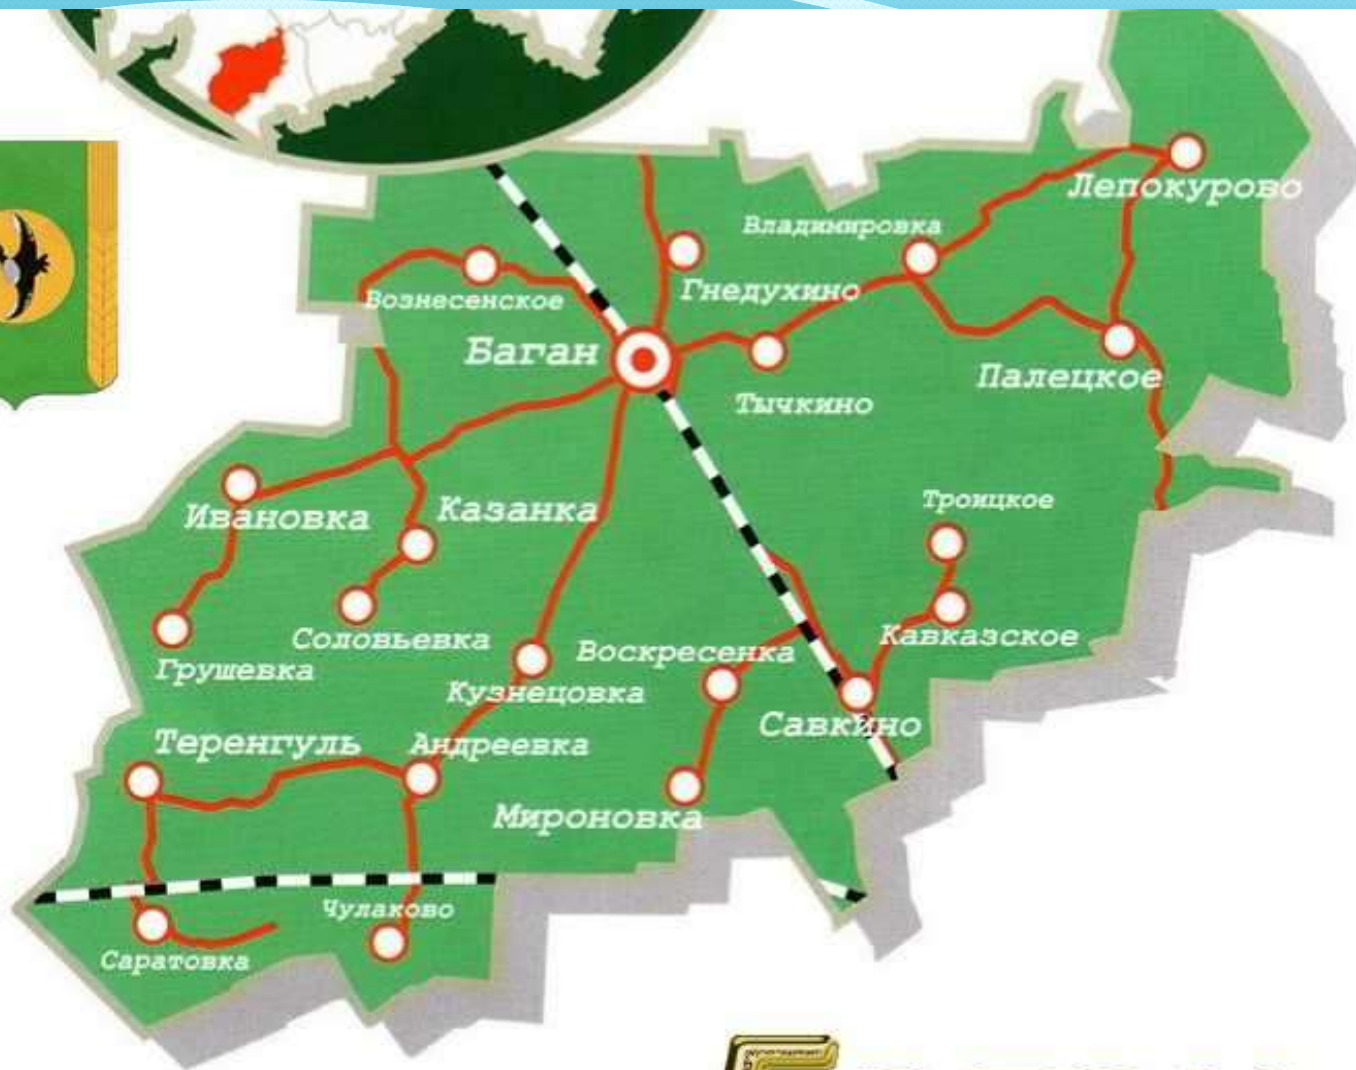 Лепокурово
Владимировка
Гнедухино
Вознесенское
Баган
Палецкое
Тычкино
Троицкое
Казанка
Ивановка
Кавказское
Соловьевка
Воскресенка
Грушевка
Кузнецовка
Савкино
Теренгуль
Андреевка
Мироновка
Чулаково
Саратовка